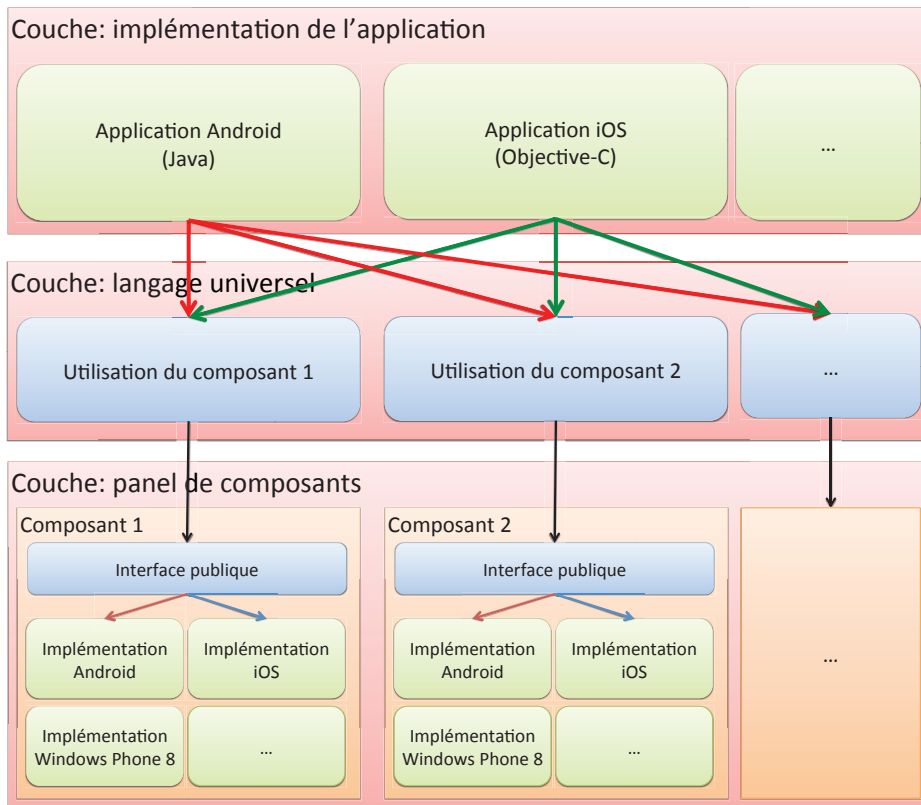 Couche: implémentation de l’application
Application Android
(Java)
Application iOS
(Objective-C)
...
Couche: langage universel
Utilisation du composant 1
Utilisation du composant 2
...
Couche: panel de composants
Composant 1
Interface publique
Implémentation
Android
Implémentation
iOS
Implémentation
Windows Phone 8
...
Composant 2
Interface publique
Implémentation
Android
Implémentation
iOS
Implémentation
Windows Phone 8
...
...